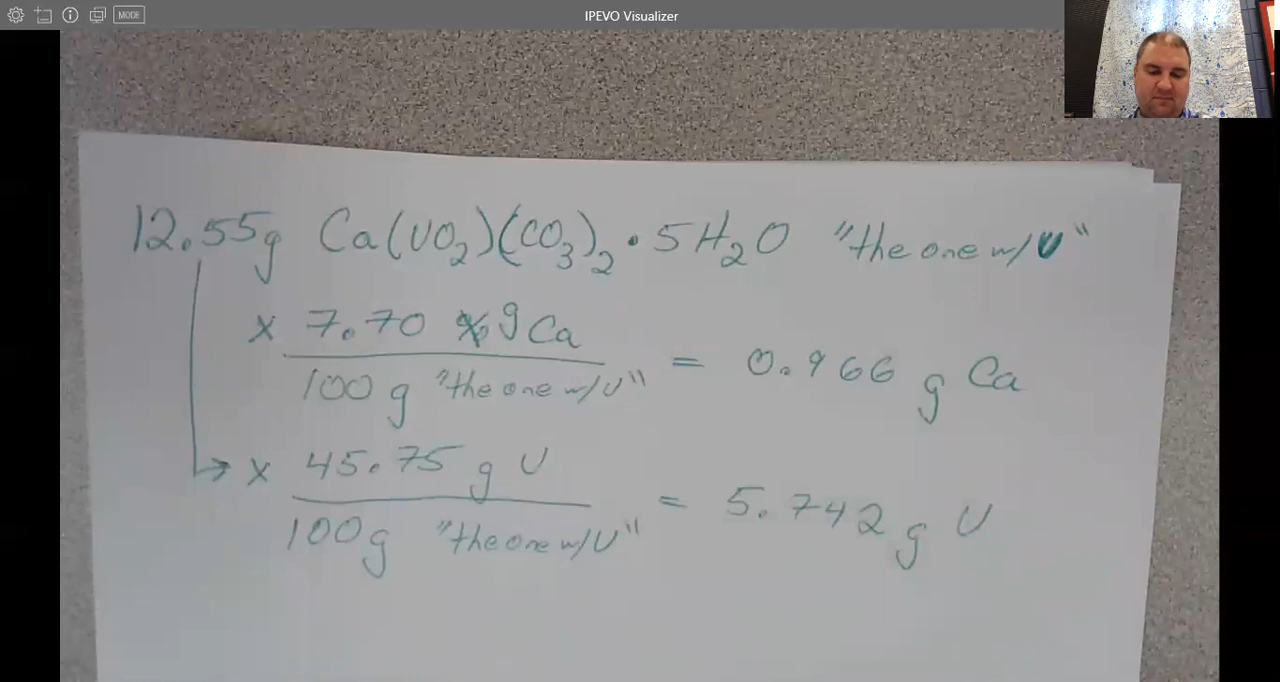 MODE
IPEVO Visualizer
12.55g Ca(UO₂)(CO₃)₂ • 5H₂O "the one w/U"
x 7.70 g Ca
100 g "the one w/U" = 0.966 g Ca
x 45.75 g U
100g "the one w/U" = 5.742 g U